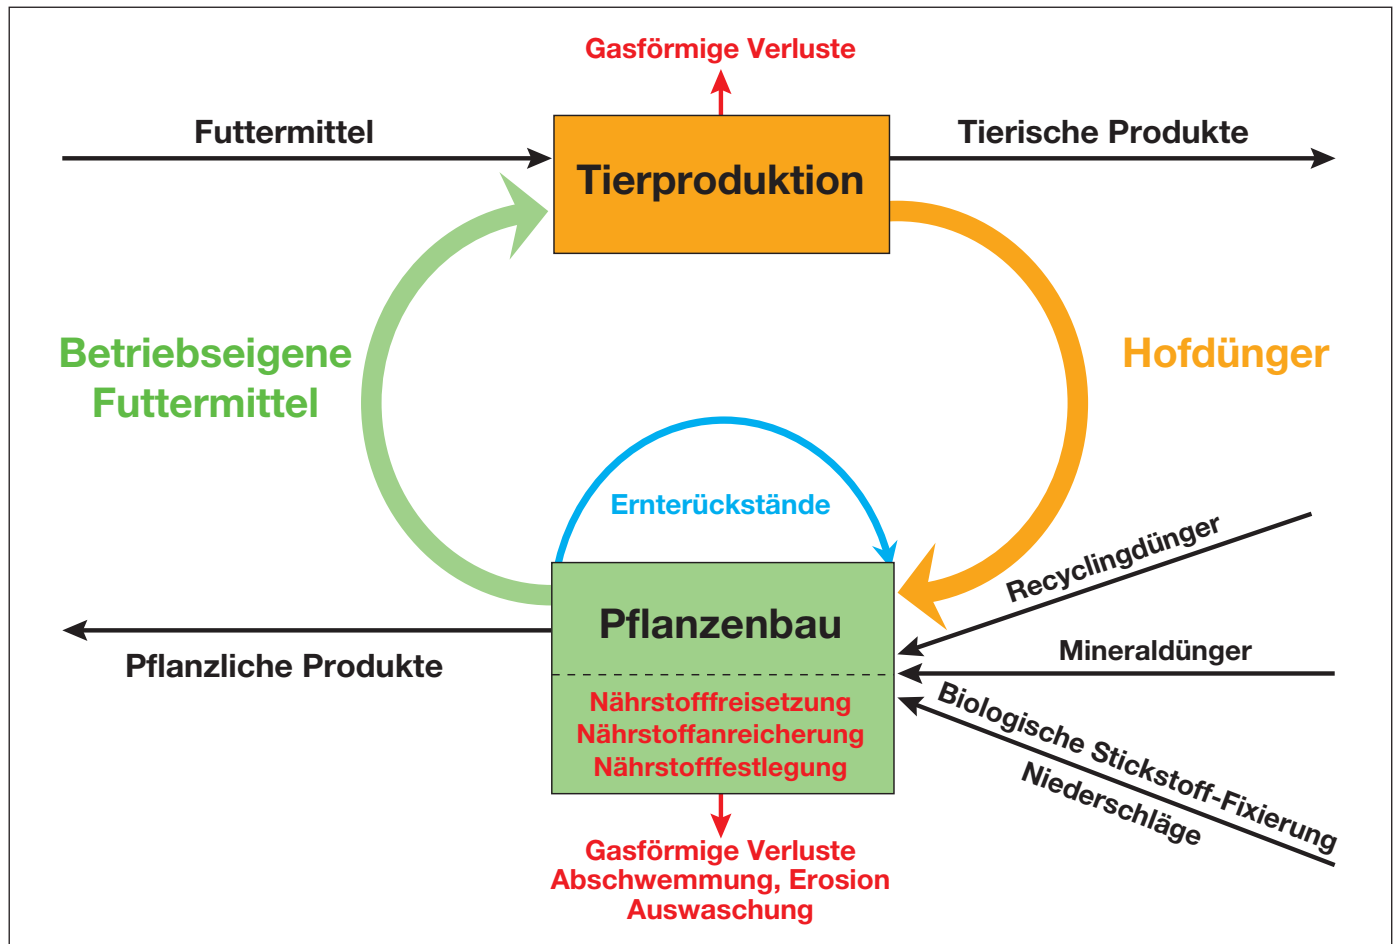 Gasförmige Verluste
Futtermittel
Tierische Produkte
Tierproduktion
Betriebseigene
Futtermittel
Hofdünger
Ernterückstände
Recyclingdünger
Pflanzenbau
Mineraldünger
Pflanzliche Produkte
Nährstofffreisetzung
Nährstoffanreicherung
Nährstofffestlegung
Biologische Stickstoff-Fixierung
Niederschläge
Gasförmige Verluste
Abschwemmung, Erosion
Auswaschung